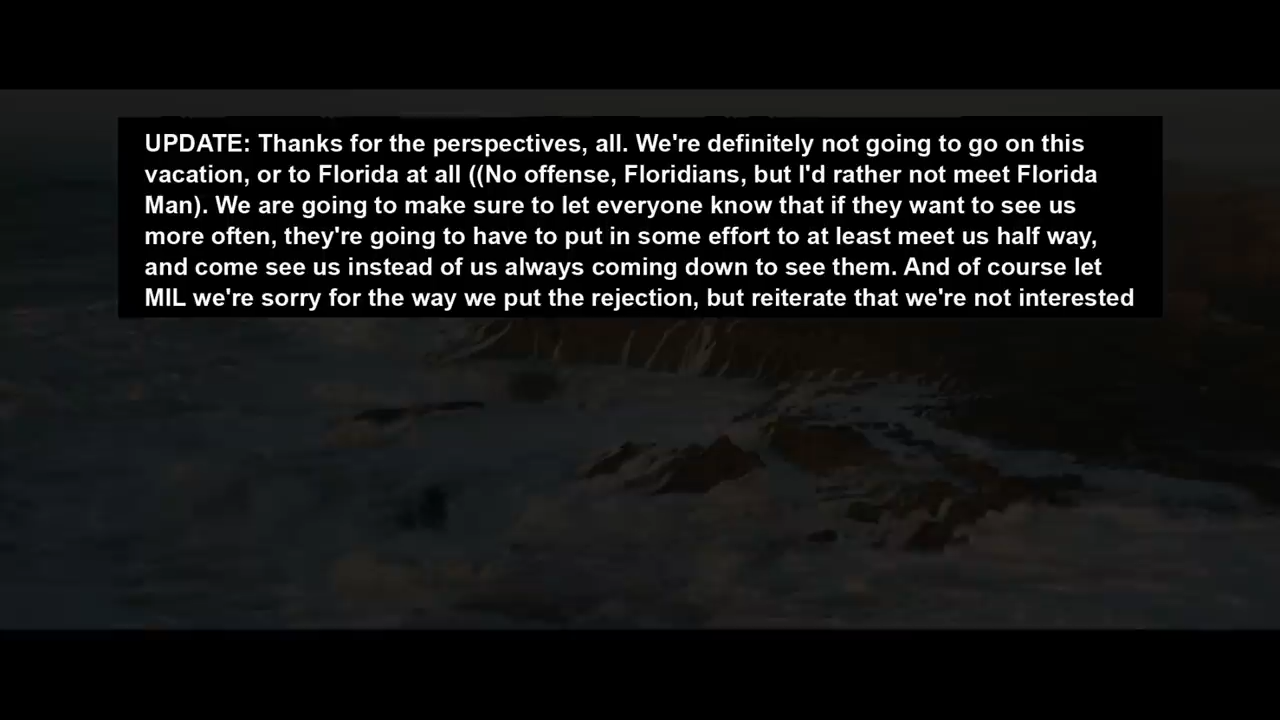 UPDATE: Thanks for the perspectives, all. We're definitely not going to go on this
vacation, or to Florida at all ((No offense, Floridians, but I'd rather not meet Florida
Man). We are going to make sure to let everyone know that if they want to see us
more often, they're going to have to put in some effort to at least meet us half way,
and come see us instead of us always coming down to see them. And of course let
MIL we're sorry for the way we put the rejection, but reiterate that we're not interested